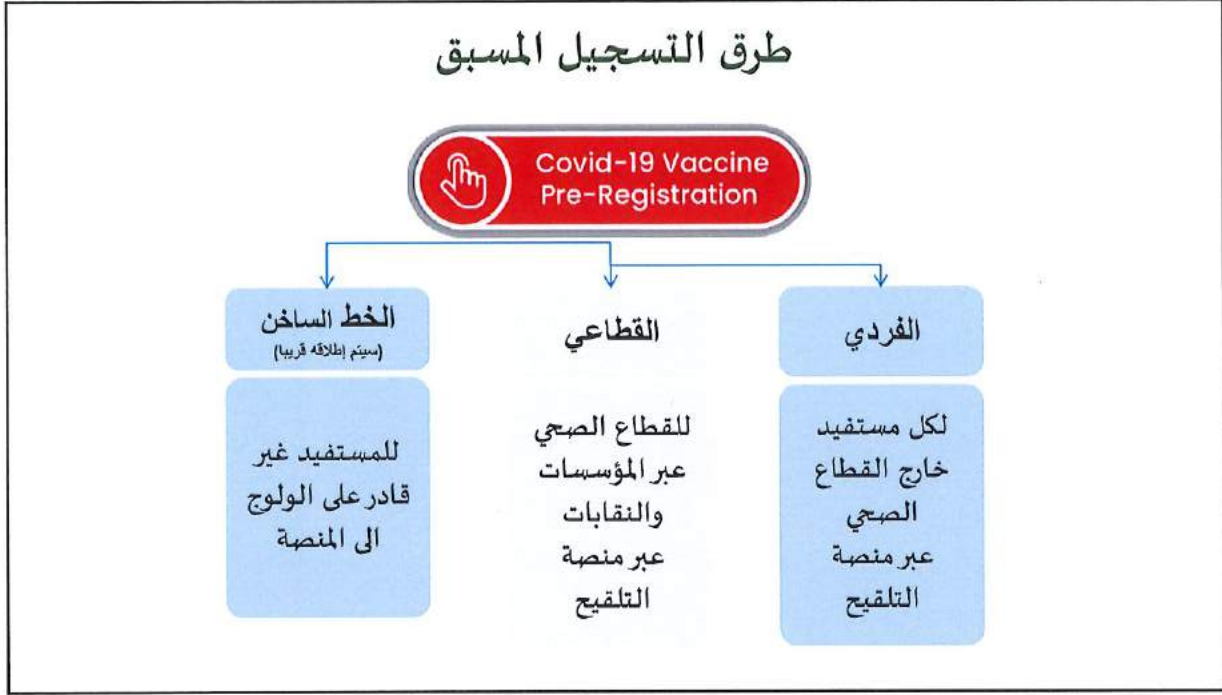 طرق التسجيل المسبق
Covid-19 Vaccine
Pre-Registration
الفردي
لكل مستفيد
خارج القطاع
الصحي
عبر منصة
التلقيح
القطاعي
للقطاع الصحي
عبر المؤسسات
والنقابات
عبر منصة
التلقيح
الخط الساخن
(سيتم إطلاقه قريبا)
للمستفيد غير
قادر على الولوج
الى المنصة